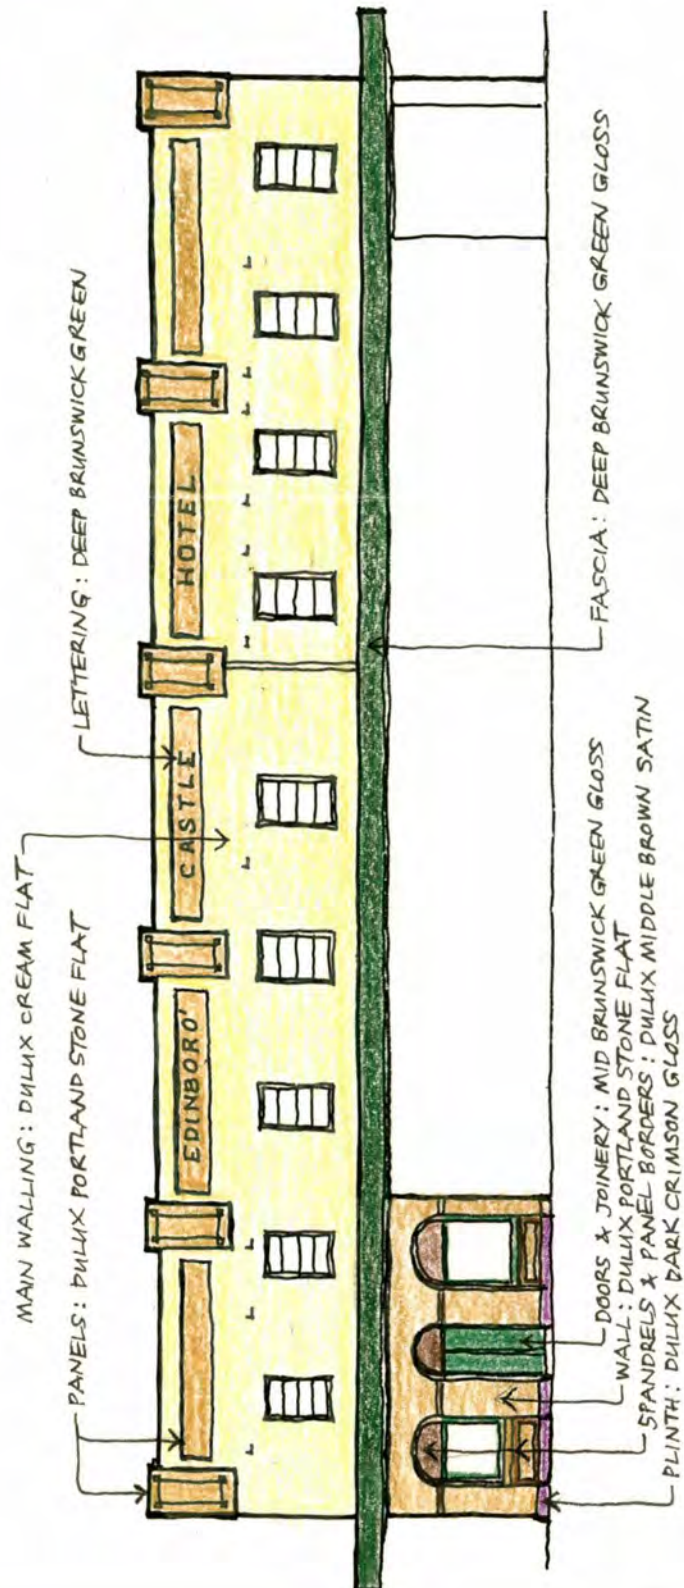 MAIN WALLING: DULUX CREAM FLAT
PANELS: DULUX PORTLAND STONE FLAT
LETTERING: DEEP BRUNSWICK GREEN
EDINBORO'
CASTLE
HOTEL
FASCIA: DEEP BRUNSWICK GREEN GLOSS
DOORS & JOINERY: MID BRUNSWICK GREEN GLOSS
WALL: DULUX PORTLAND STONE FLAT
SPANDRELS & PANEL BORDERS: DULUX MIDDLE BROWN SATIN
PLINTH: DULUX DARK CRIMSON GLOSS